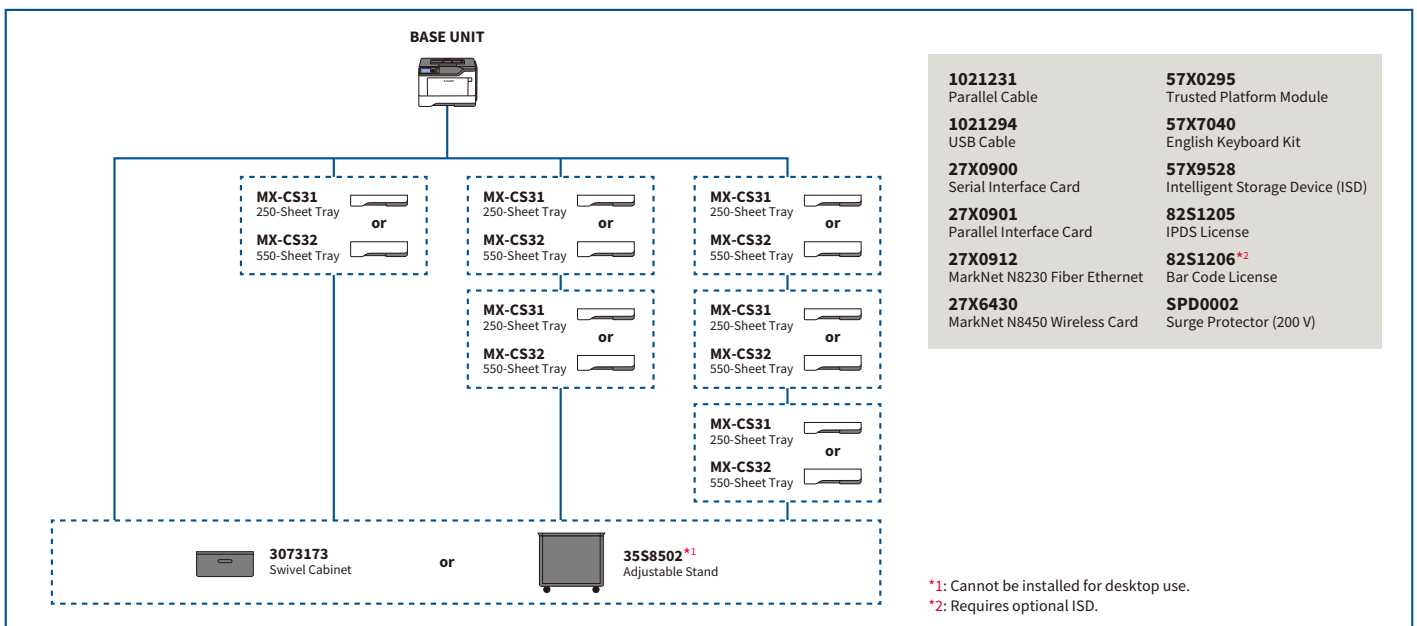 BASE UNIT
MX-CS31
250-Sheet Tray
or
MX-CS32
550-Sheet Tray
MX-CS31
250-Sheet Tray
or
MX-CS32
550-Sheet Tray
MX-CS31
250-Sheet Tray
or
MX-CS32
550-Sheet Tray
MX-CS31
250-Sheet Tray
or
MX-CS32
550-Sheet Tray
MX-CS31
250-Sheet Tray
or
MX-CS32
550-Sheet Tray
MX-CS31
250-Sheet Tray
or
MX-CS32
550-Sheet Tray
3073173
Swivel Cabinet
or
35S8502*1
Adjustable Stand
1021231
Parallel Cable
1021294
USB Cable
27X0900
Serial Interface Card
27X0901
Parallel Interface Card
27X0912
MarkNet N8230 Fiber Ethernet
27X6430
MarkNet N8450 Wireless Card
57X0295
Trusted Platform Module
57X7040
English Keyboard Kit
57X9528
Intelligent Storage Device (ISD)
82S1205
IPDS License
82S1206*2
Bar Code License
SPD0002
Surge Protector (200 V)
*1: Cannot be installed for desktop use.
*2: Requires optional ISD.